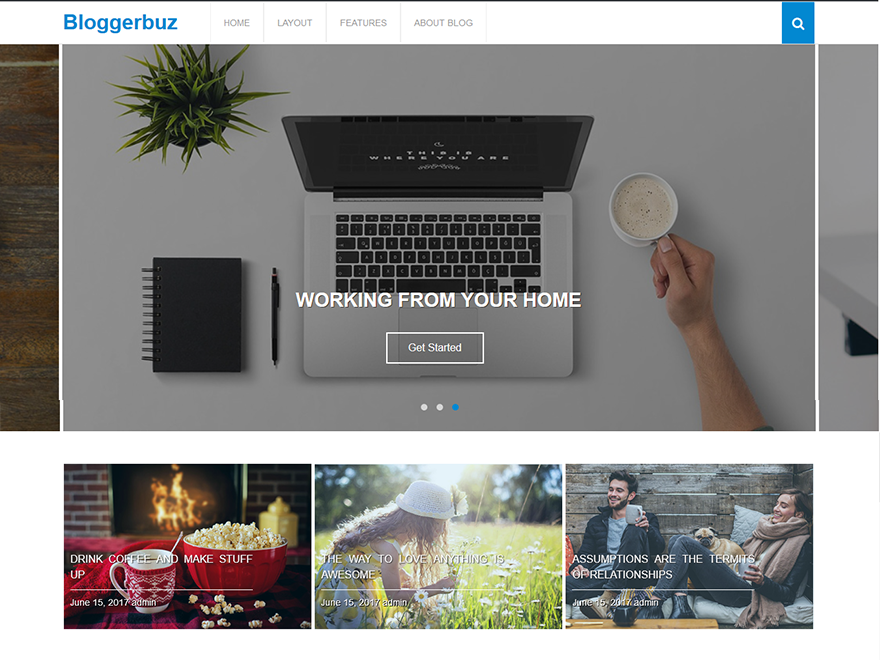 Bloggerbuz
HOME
LAYOUT
FEATURES
ABOUT BLOG
THIS IS
WHERE YOU ARE
WORKING FROM YOUR HOME
Get Started
DRINK COFFEE AND MAKE STUFF
UP
June 15, 2017 admin
THE WAY TO LOVE ANYTHING IS
AWESOME
June 15, 2017 admin
ASSUMPTIONS ARE THE TERMITS
OF RELATIONSHIPS
June 15, 2017 admin